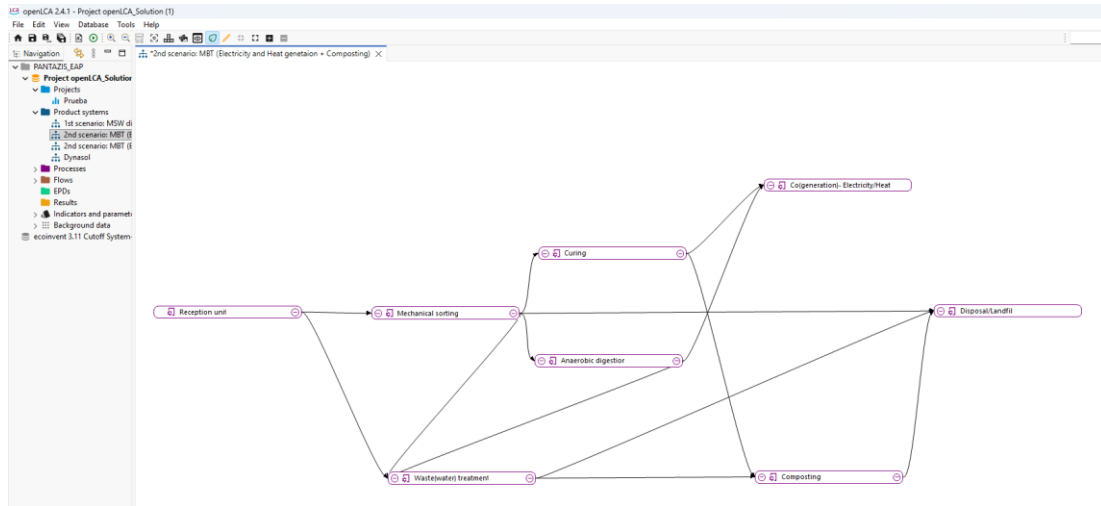 openLCA 2.4.1 - Project openLCA_Solution (1)
File Edit View Database Tools Help
Navigation
*2nd scenario: MBT (Electricity and Heat genetaion + Composting)
PANTAZIS_EAP
Project openLCA_Solution
Projects
Prueba
Product systems
1st scenario: MSW di
2nd scenario: MBT (E
2nd scenario: MBT (E
Dynasol
Processes
Flows
EPDs
Results
Indicators and paramete
Background data
ecoinvent 3.11 Cutoff System-
Co(generation)- Electricity/Heat
Curing
Reception unit
Mechanical sorting
Disposal/Landfil
Anaerobic digestior
Waste(water) treatment
Composting